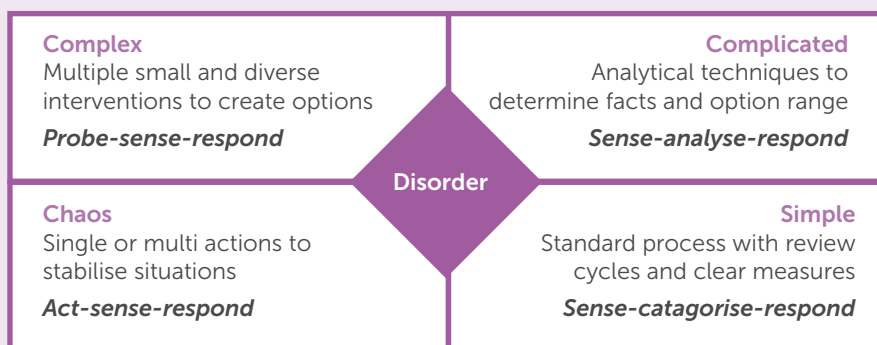 Complex
Multiple small and diverse
interventions to create options
Probe-sense-respond
Complicated
Analytical techniques to
determine facts and option range
Sense-analyse-respond
Disorder
Chaos
Single or multi actions to
stabilise situations
Act-sense-respond
Simple
Standard process with review
cycles and clear measures
Sense-catagorise-respond